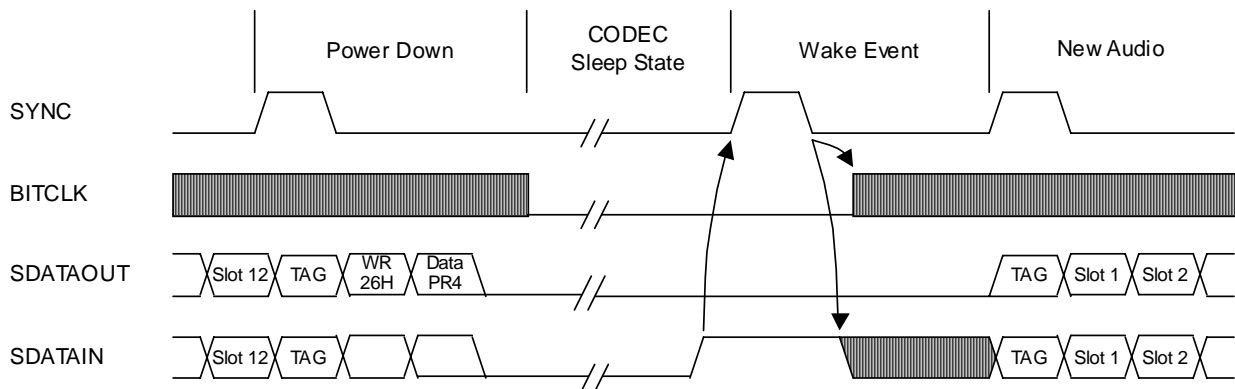 Power Down
CODEC
Sleep State
Wake Event
New Audio
SYNC
BITCLK
SDATAOUT
Slot 12
TAG
WR
26H
Data
PR4
TAG
Slot 1
Slot 2
SDATAIN
Slot 12
TAG
TAG
Slot 1
Slot 2